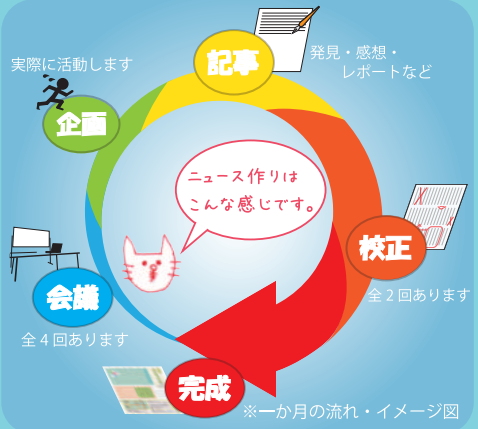 記事
発見・感想・
レポートなど
実際に活動します
企画
ニュース作りは
こんな感じです。
校正
全2回あります
会議
全4回あります
完成
※一か月の流れ・イメージ図